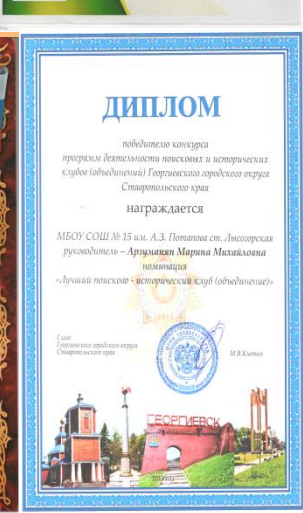 ДИПЛОМ
победителю конкурса
программ деятельности поисковых и исторических
клубов (объединений) Георгиевского городского округа
Ставропольского края
награждается
МБОУ СОШ № 15 им. А.З. Потапова ст. Лысогорская
руководитель – Арзуманян Марина Михайловна
номинация
«Лучший поисково - исторический клуб (объединение)»
Глава
Георгиевского городского округа
Ставропольского края
М.В.Клетин
ГЕОРГИЕВСК